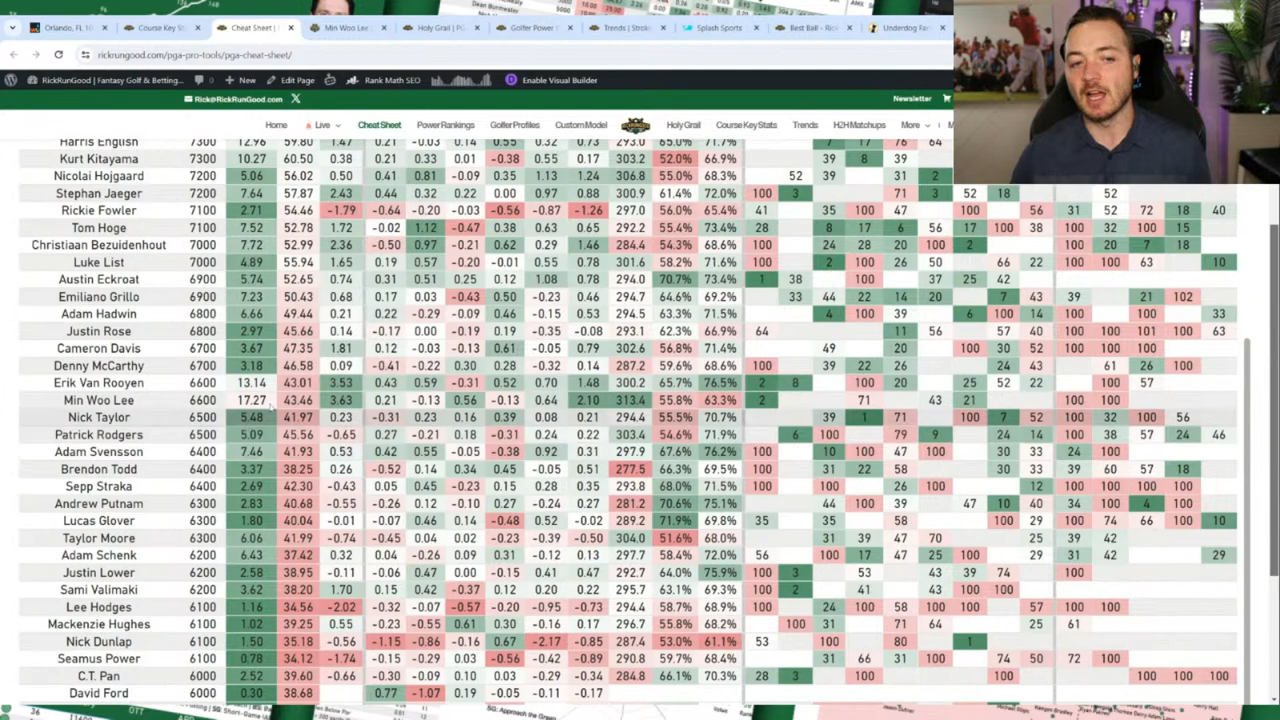 Orlando, FL 10 Course Key S Cheat Sheet | Min Woo Lee Holy Grail | PG Golfer Power Trends | Stroke Splash Sports Best Ball - Rick Underdog Fan
rickrungood.com/pga-pro-tools/pga-cheat-sheet/
RickRunGood | Fantasy Golf & Betting... 0 New Edit Page Rank Math SEO Enable Visual Builder
Rick@RickRunGood.com Newsletter
Home Live Cheat Sheet Power Rankings Golfer Profiles Custom Model Holy Grail Course Key Stats Trends H2H Matchups More
Harris English 7300 12.96 59.80 1.47 0.21 -0.03 0.14 0.55 0.32 0.73 293.0 65.0% 71.7% 7 17 76 64
Kurt Kitayama 7300 10.27 60.50 0.38 0.21 0.33 0.01 -0.38 0.55 0.17 303.2 52.0% 66.9% 39 8 39
Nicolai Hojgaard 7200 5.06 56.02 0.50 0.41 0.81 -0.09 0.35 1.13 1.24 306.8 55.0% 68.3% 52 39 31 2
Stephan Jaeger 7200 7.64 57.87 2.43 0.44 0.32 0.22 0.00 0.97 0.88 300.9 61.4% 72.0% 100 3 71 3 52 18 52
Rickie Fowler 7100 2.71 54.46 -1.79 -0.64 -0.20 -0.03 -0.56 -0.87 -1.26 297.0 56.0% 65.4% 41 35 100 47 100 56 31 52 72 18 40
Tom Hoge 7100 7.52 52.78 1.72 -0.02 1.12 -0.47 0.38 0.63 0.65 292.2 55.4% 73.4% 28 8 17 6 56 17 100 38 100 32 100 15
Christiaan Bezuidenhout 7000 7.72 52.99 2.36 -0.50 0.97 -0.21 0.62 0.29 1.46 284.4 54.3% 68.6% 100 24 28 20 100 2 100 20 7 18
Luke List 7000 4.89 55.94 1.65 0.19 0.57 -0.20 -0.01 0.55 0.78 301.6 58.2% 71.6% 2 100 26 50 66 22 100 100 63 10
Austin Eckroat 6900 5.74 52.65 0.74 0.31 0.51 0.25 0.12 1.08 0.78 294.0 70.7% 73.4% 1 38 100 37 25 42
Emiliano Grillo 6900 7.23 50.43 0.68 0.17 0.03 -0.43 0.50 -0.23 0.46 294.7 64.6% 69.2% 33 44 22 14 20 7 43 39 21 102
Adam Hadwin 6800 6.66 49.44 0.21 0.22 -0.29 -0.09 0.46 -0.15 0.53 294.5 63.3% 71.5% 4 100 39 6 100 14 100 33
Justin Rose 6800 2.97 45.66 0.14 -0.17 0.00 -0.19 0.19 -0.35 -0.08 293.1 62.3% 66.9% 64 11 56 57 40 100 100 101 100 63
Cameron Davis 6700 3.67 47.35 1.81 0.12 -0.03 -0.13 0.61 -0.05 0.79 302.6 56.8% 71.4% 49 20 100 30 52 100 100 100
Denny McCarthy 6700 3.18 46.58 0.09 -0.41 -0.22 0.30 0.28 -0.32 0.14 287.2 59.6% 68.6% 100 39 22 28 40 61 26 100
Erik Van Rooyen 6600 13.14 43.01 3.53 0.43 0.59 -0.31 0.52 0.70 1.48 300.2 65.7% 76.5% 2 8 100 20 25 52 22 100 57
Min Woo Lee 6600 17.27 43.46 3.63 0.21 -0.13 0.56 -0.13 0.64 2.10 313.4 55.8% 63.3% 2 71 43 21 100 100
Nick Taylor 6500 5.48 41.97 0.23 -0.31 0.23 0.16 0.39 0.08 0.21 294.4 55.5% 70.7% 39 1 71 100 7 52 100 32 100 56
Patrick Rodgers 6500 5.09 45.56 -0.65 0.27 -0.21 0.18 -0.31 0.24 0.22 303.4 54.6% 71.9% 6 100 79 9 24 14 100 38 57 24 46
Adam Svensson 6400 7.46 41.93 0.53 0.42 0.55 -0.05 -0.38 0.92 0.31 299.9 67.6% 76.2% 100 10 100 47 100 30 33 24 100
Brendon Todd 6400 3.37 38.25 0.26 -0.52 0.14 0.34 0.45 -0.05 0.51 277.5 66.3% 69.5% 100 31 22 58 30 33 39 60 57 18
Sepp Straka 6400 2.69 42.30 -0.43 0.05 0.45 -0.23 0.15 0.28 0.35 293.8 68.0% 71.5% 100 100 26 100 12 100 100 100 100
Andrew Putnam 6300 2.83 40.68 -0.55 -0.26 0.12 -0.10 0.27 -0.24 0.27 281.2 70.6% 75.1% 100 44 39 47 10 40 34 100 4 100
Lucas Glover 6300 1.80 40.04 -0.01 -0.07 0.46 0.14 -0.48 0.52 -0.02 289.2 71.9% 69.8% 35 35 58 100 29 100 74 66 100 10
Taylor Moore 6300 6.06 41.99 -0.74 -0.45 0.04 0.02 -0.23 -0.39 -0.50 304.0 51.6% 72.0% 31 39 47 70 25 39 42
Adam Schenk 6200 6.43 37.42 0.32 0.04 -0.26 0.09 0.31 -0.12 0.13 297.7 58.4% 72.0% 56 100 17 47 25 100 29 31 42 29
Justin Lower 6200 2.58 38.95 -0.11 -0.06 0.47 0.00 -0.15 0.41 0.47 292.7 64.0% 75.9% 100 3 53 43 39 74 100
Sami Valimaki 6200 3.62 38.20 1.70 0.15 0.42 -0.37 0.12 0.20 0.22 295.7 63.1% 69.3% 100 2 41 43 100 100
Lee Hodges 6100 1.16 34.56 -2.02 -0.32 -0.07 -0.57 -0.20 -0.95 -0.73 294.4 58.7% 68.9% 100 24 100 58 100 100 57 100 100
Mackenzie Hughes 6100 1.02 39.25 0.55 -0.23 -0.55 0.61 0.30 -0.16 0.17 296.7 55.8% 68.2% 100 31 71 64 25 61
Nick Dunlap 6100 1.50 35.18 -0.56 -1.15 -0.86 -0.16 0.67 -2.17 -0.85 287.4 53.% 61.1% 53 100 80 1
Seamus Power 6100 0.78 34.12 -1.74 -0.15 -0.29 0.03 -0.56 -0.42 -0.89 290.8 59.7% 68.4% 31 66 31 100 74 50 72 100
C.T. Pan 6000 2.52 39.60 -0.66 -0.30 -0.09 0.10 0.03 -0.29 -0.34 284.8 66.1% 70.3% 28 3 100 100 100 100 100 100
David Ford 6000 0.30 38.68 0.77 -1.07 0.19 -0.05 -0.11 -0.17